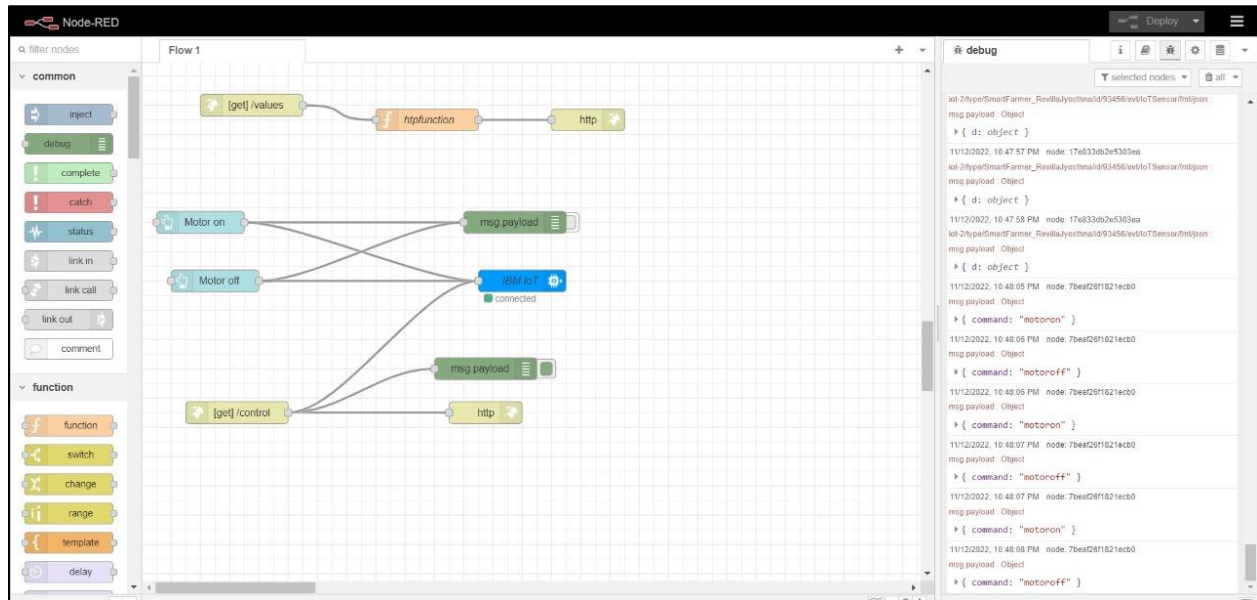 Node-RED
Deploy
filter nodes
common
inject
debug
complete
catch
status
link in
link call
link out
comment
function
function
switch
change
range
template
delay
Flow 1
[get] /values
htpfunction
http
Motor on
msg.payload
Motor off
IBM IoT
connected
msg.payload
[get] /control
http
debug
i
selected nodes
all
iot-2/type/SmartFarmer_RevillaJyosthna/id/93456/evt/IoTSensor/fmt/json :
msg.payload : Object
{ d: object }
11/12/2022, 10:47:57 PM node: 17e833db2e5303ea
iot-2/type/SmartFarmer_RevillaJyosthna/id/93456/evt/IoTSensor/fmt/json :
msg.payload : Object
{ d: object }
11/12/2022, 10:47:58 PM node: 17e833db2e5303ea
iot-2/type/SmartFarmer_RevillaJyosthna/id/93456/evt/IoTSensor/fmt/json :
msg.payload : Object
{ d: object }
11/12/2022, 10:48:05 PM node: 7beaf26f1821ecb0
msg.payload : Object
{ command: "motoron" }
11/12/2022, 10:48:06 PM node: 7beaf26f1821ecb0
msg.payload : Object
{ command: "motoroff" }
11/12/2022, 10:48:06 PM node: 7beaf26f1821ecb0
msg.payload : Object
{ command: "motoron" }
11/12/2022, 10:48:07 PM node: 7beaf26f1821ecb0
msg.payload : Object
{ command: "motoroff" }
11/12/2022, 10:48:07 PM node: 7beaf26f1821ecb0
msg.payload : Object
{ command: "motoron" }
11/12/2022, 10:48:08 PM node: 7beaf26f1821ecb0
msg.payload : Object
{ command: "motoroff" }